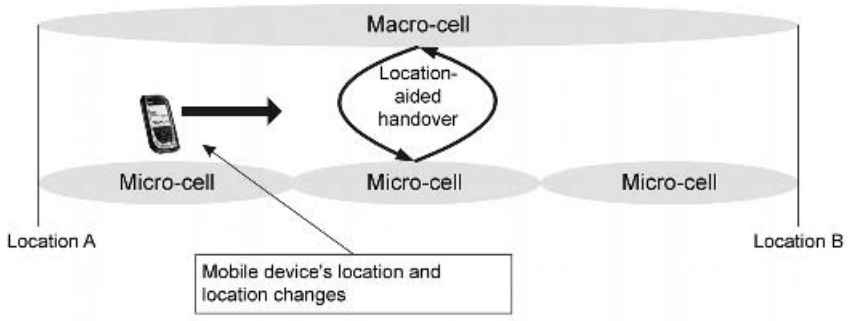 Macro-cell
Location-
aided
handover
Micro-cell
Micro-cell
Micro-cell
Location A
Location B
Mobile device's location and
location changes